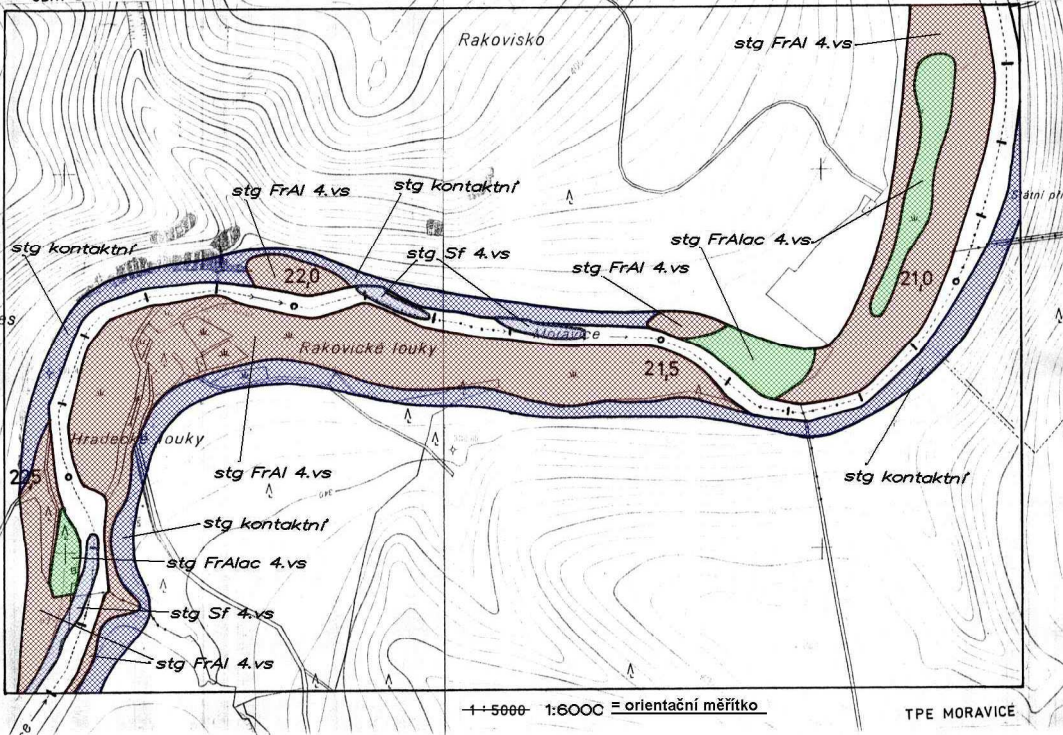 Rakovisko
stg FrAl 4.vs
stg FrAl 4.vs
stg kontaktní
stg kontaktní
stg Sf 4.vs
stg FrAlac 4.vs
stg FrAl 4.vs
22,0
21,0
Moravice
Rakovické louky
21,5
Hradecké louky
stg FrAl 4.vs
22,5
stg kontaktní
stg kontaktní
stg FrAlac 4.vs
stg Sf 4.vs
stg FrAl 4.vs
1:5000 1:6000 = orientační měřítko
TPE MORAVICE